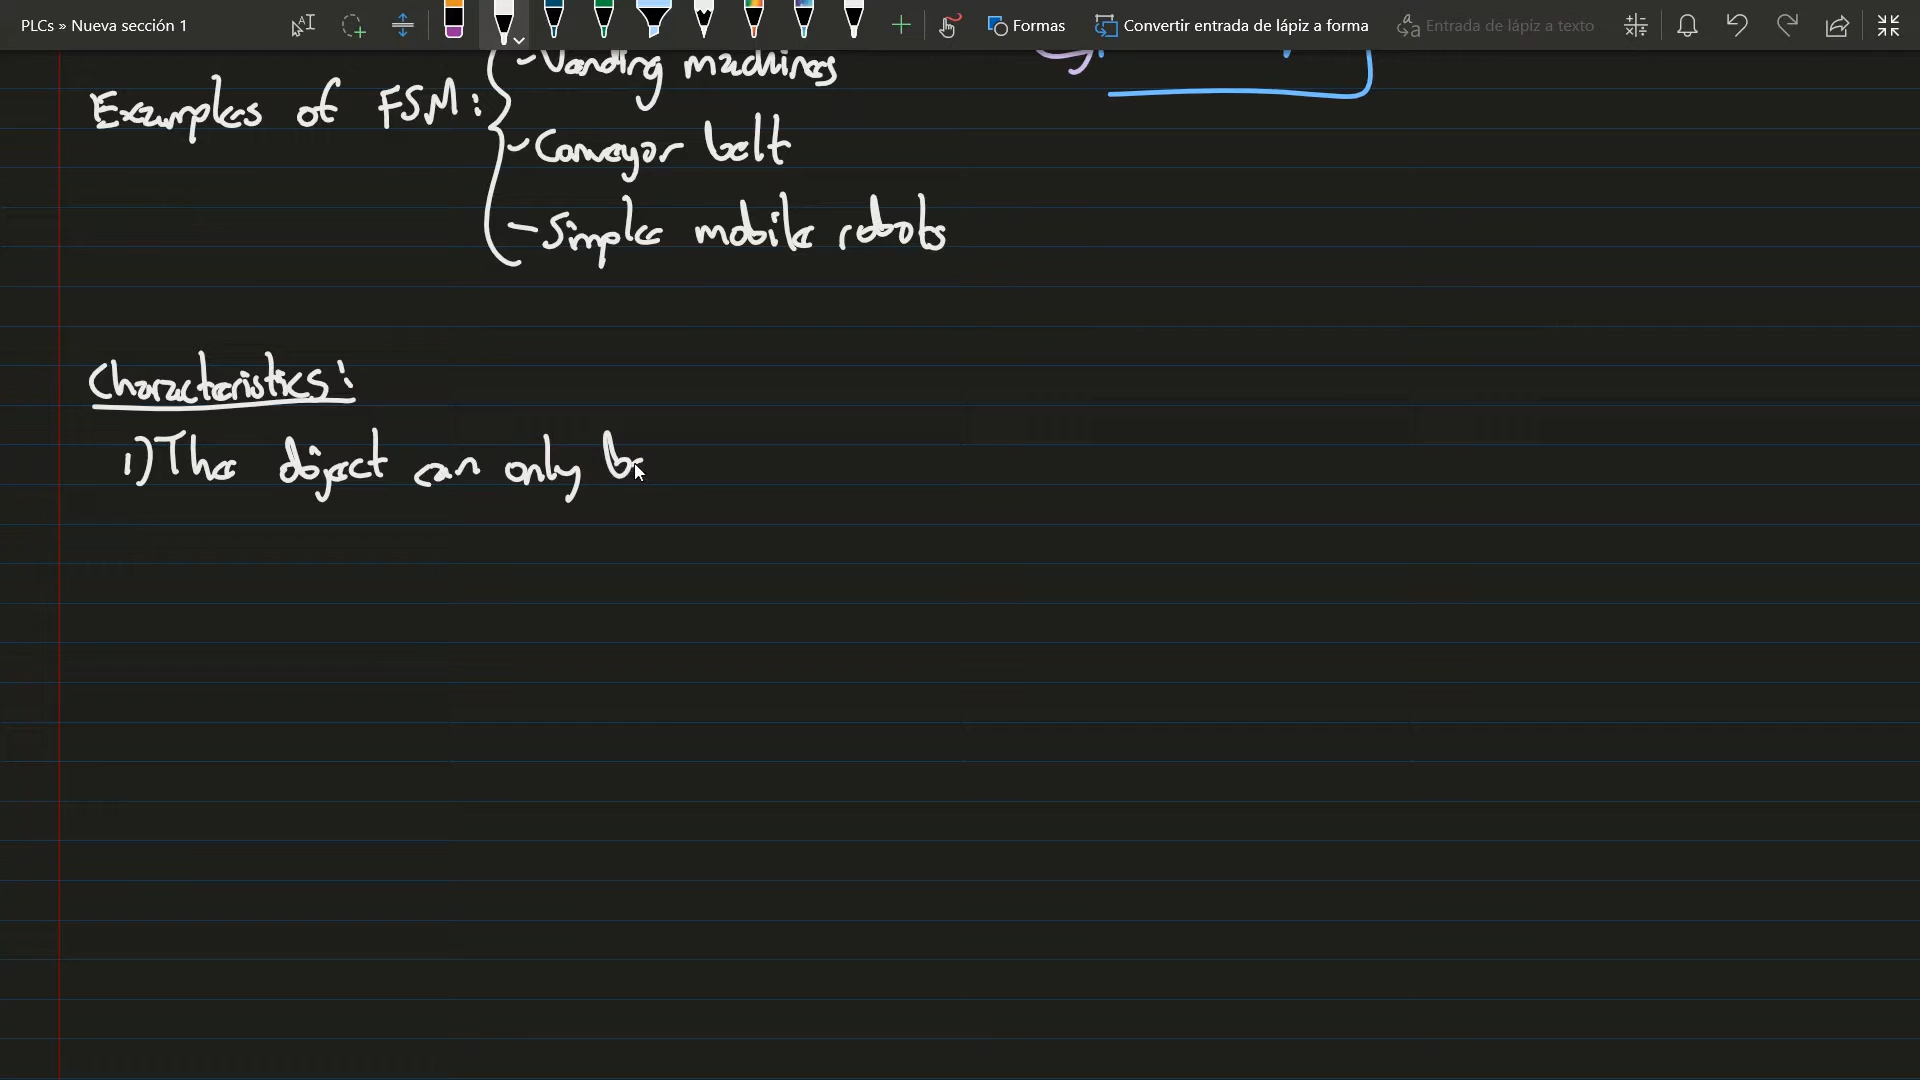 PLCs » Nueva sección 1
Formas
Convertir entrada de lápiz a forma
Entrada de lápiz a texto
- Vending machines
Examples of FSM:
- Conveyor belt
- Simple mobile robots
Characteristics:
1) The object can only be